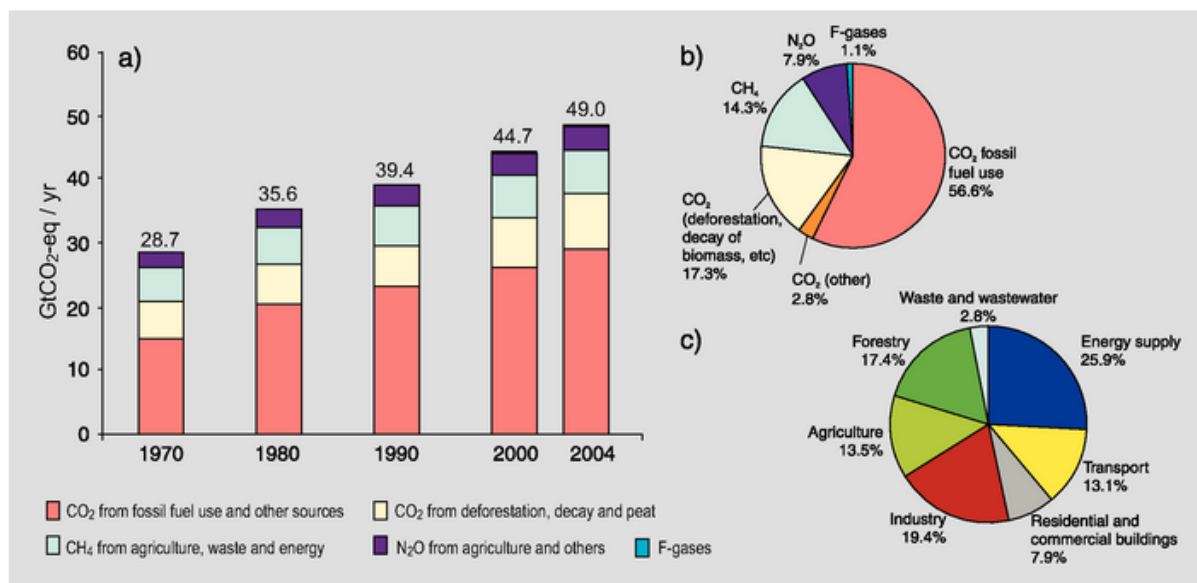 a)
GtCO₂-eq / yr
60
50
40
30
20
10
0
28.7
35.6
39.4
44.7
49.0
1970
1980
1990
2000
2004
CO₂ from fossil fuel use and other sources
CO₂ from deforestation, decay and peat
CH₄ from agriculture, waste and energy
N₂O from agriculture and others
F-gases
b)
F-gases
1.1%
N₂O
7.9%
CH₄
14.3%
CO₂ fossil
fuel use
56.6%
CO₂
(deforestation,
decay of
biomass, etc)
17.3%
CO₂ (other)
2.8%
c)
Waste and wastewater
2.8%
Forestry
17.4%
Energy supply
25.9%
Agriculture
13.5%
Transport
13.1%
Industry
19.4%
Residential and
commercial buildings
7.9%